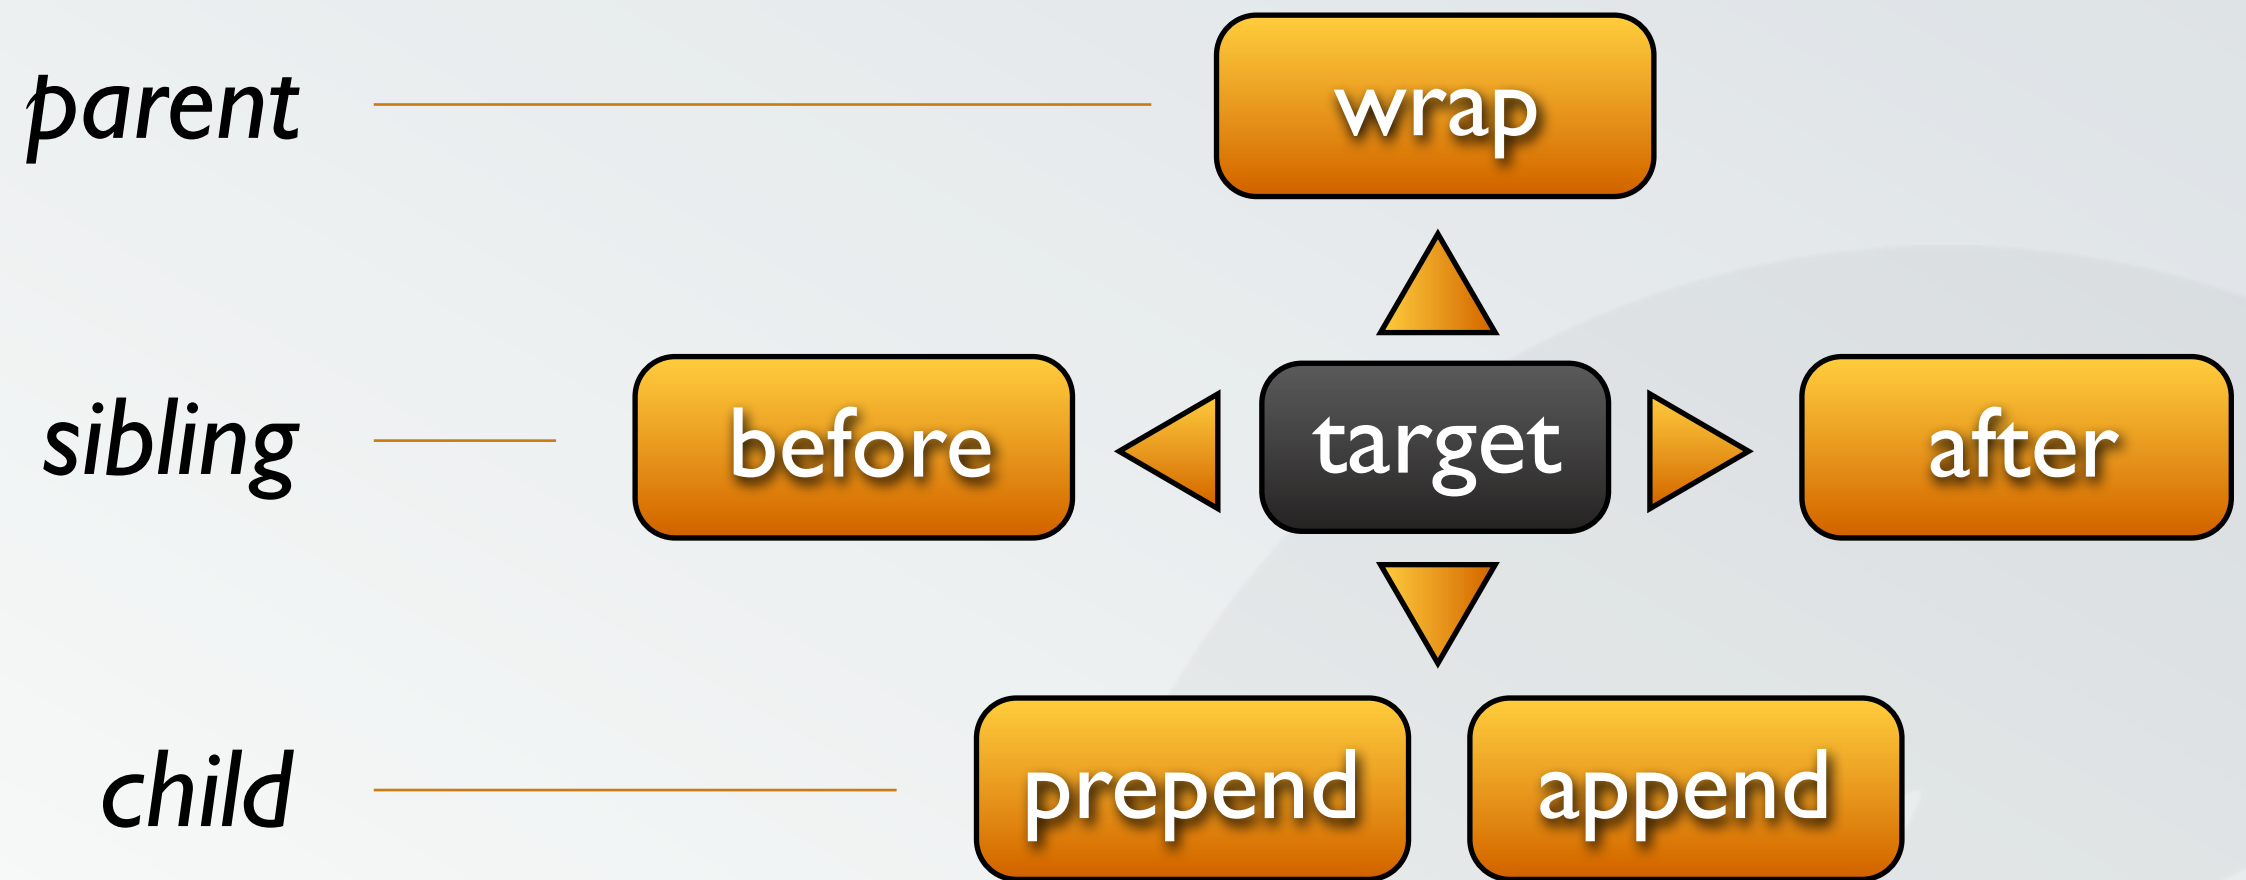 parent wrap
sibling before target after
child prepend append